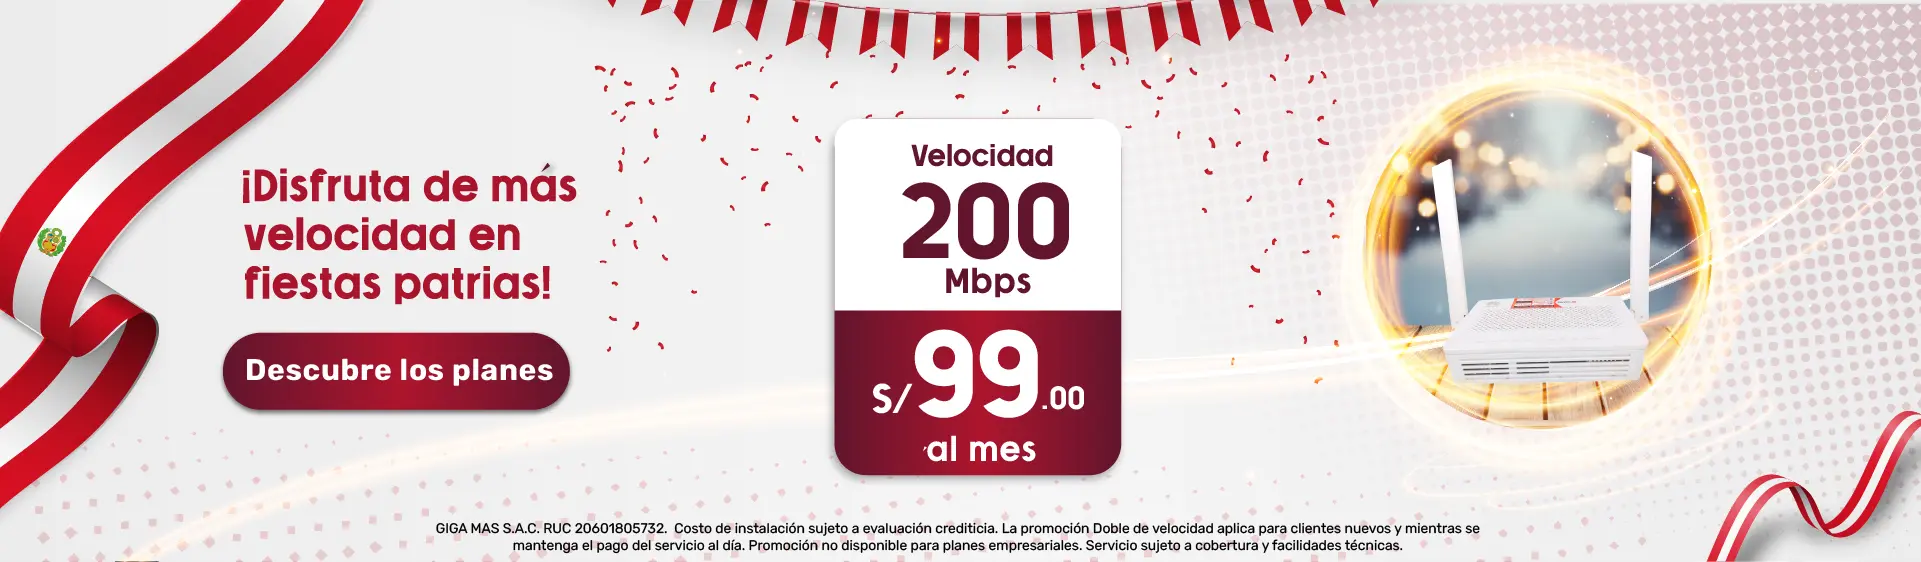 ¡Disfruta de más
velocidad en
fiestas patrias!
Descubre los planes
Velocidad
200
Mbps
S/99.00
al mes
GIGA MAS S.A.C. RUC 20601805732. Costo de instalación sujeto a evaluación crediticia. La promoción Doble de velocidad aplica para clientes nuevos y mientras se
mantenga el pago del servicio al día. Promoción no disponible para planes empresariales. Servicio sujeto a cobertura y facilidades técnicas.